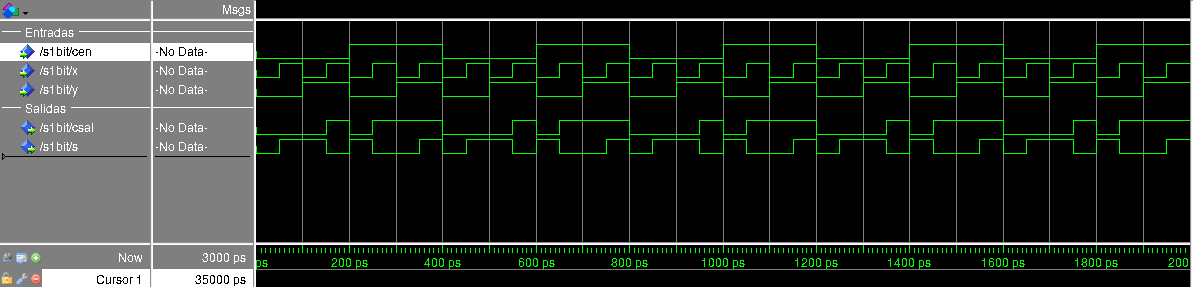 Msgs
Entradas
/s1bit/cen -No Data-
/s1bit/x -No Data-
/s1bit/y -No Data-
Salidas
/s1bit/csal -No Data-
/s1bit/s -No Data-
Now 3000 ps ps 200 ps 400 ps 600 ps 800 ps 1000 ps 1200 ps 1400 ps 1600 ps 1800 ps 200
Cursor 1 35000 ps